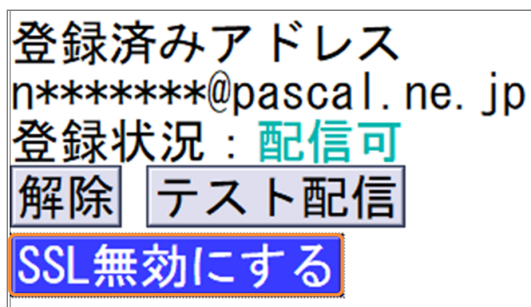 登録済みアドレス
n*******@pascal.ne.jp
登録状況：配信可
解除 テスト配信
SSL無効にする